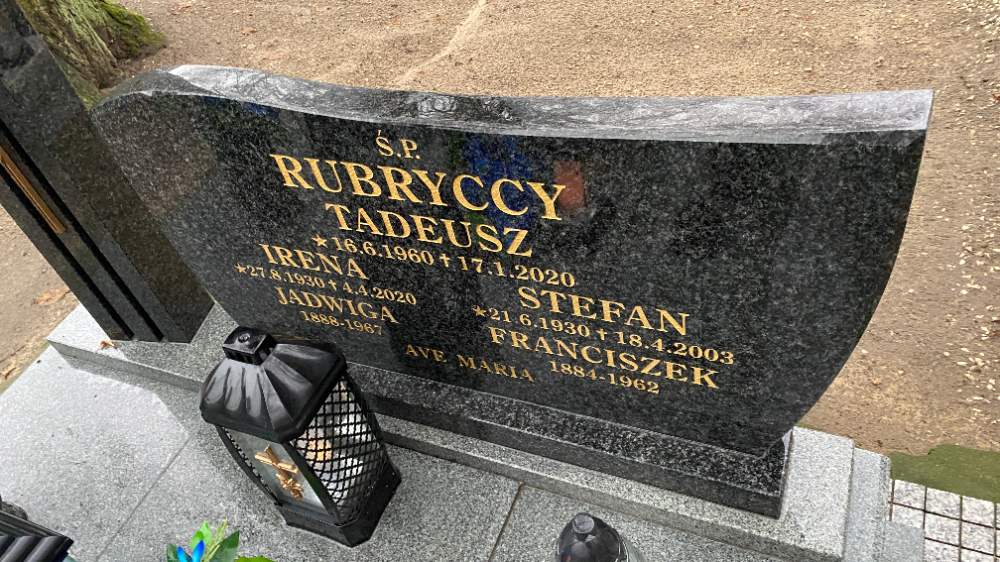 Ś.P.
RUBRYCCY
TADEUSZ
★16.6.1960 ✝ 17.1.2020
IRENA
★27.8.1930 ✝ 4.4.2020
STEFAN
★21.6.1930 ✝ 18.4.2003
JADWIGA
1888-1967
FRANCISZEK
1884-1962
AVE MARIA